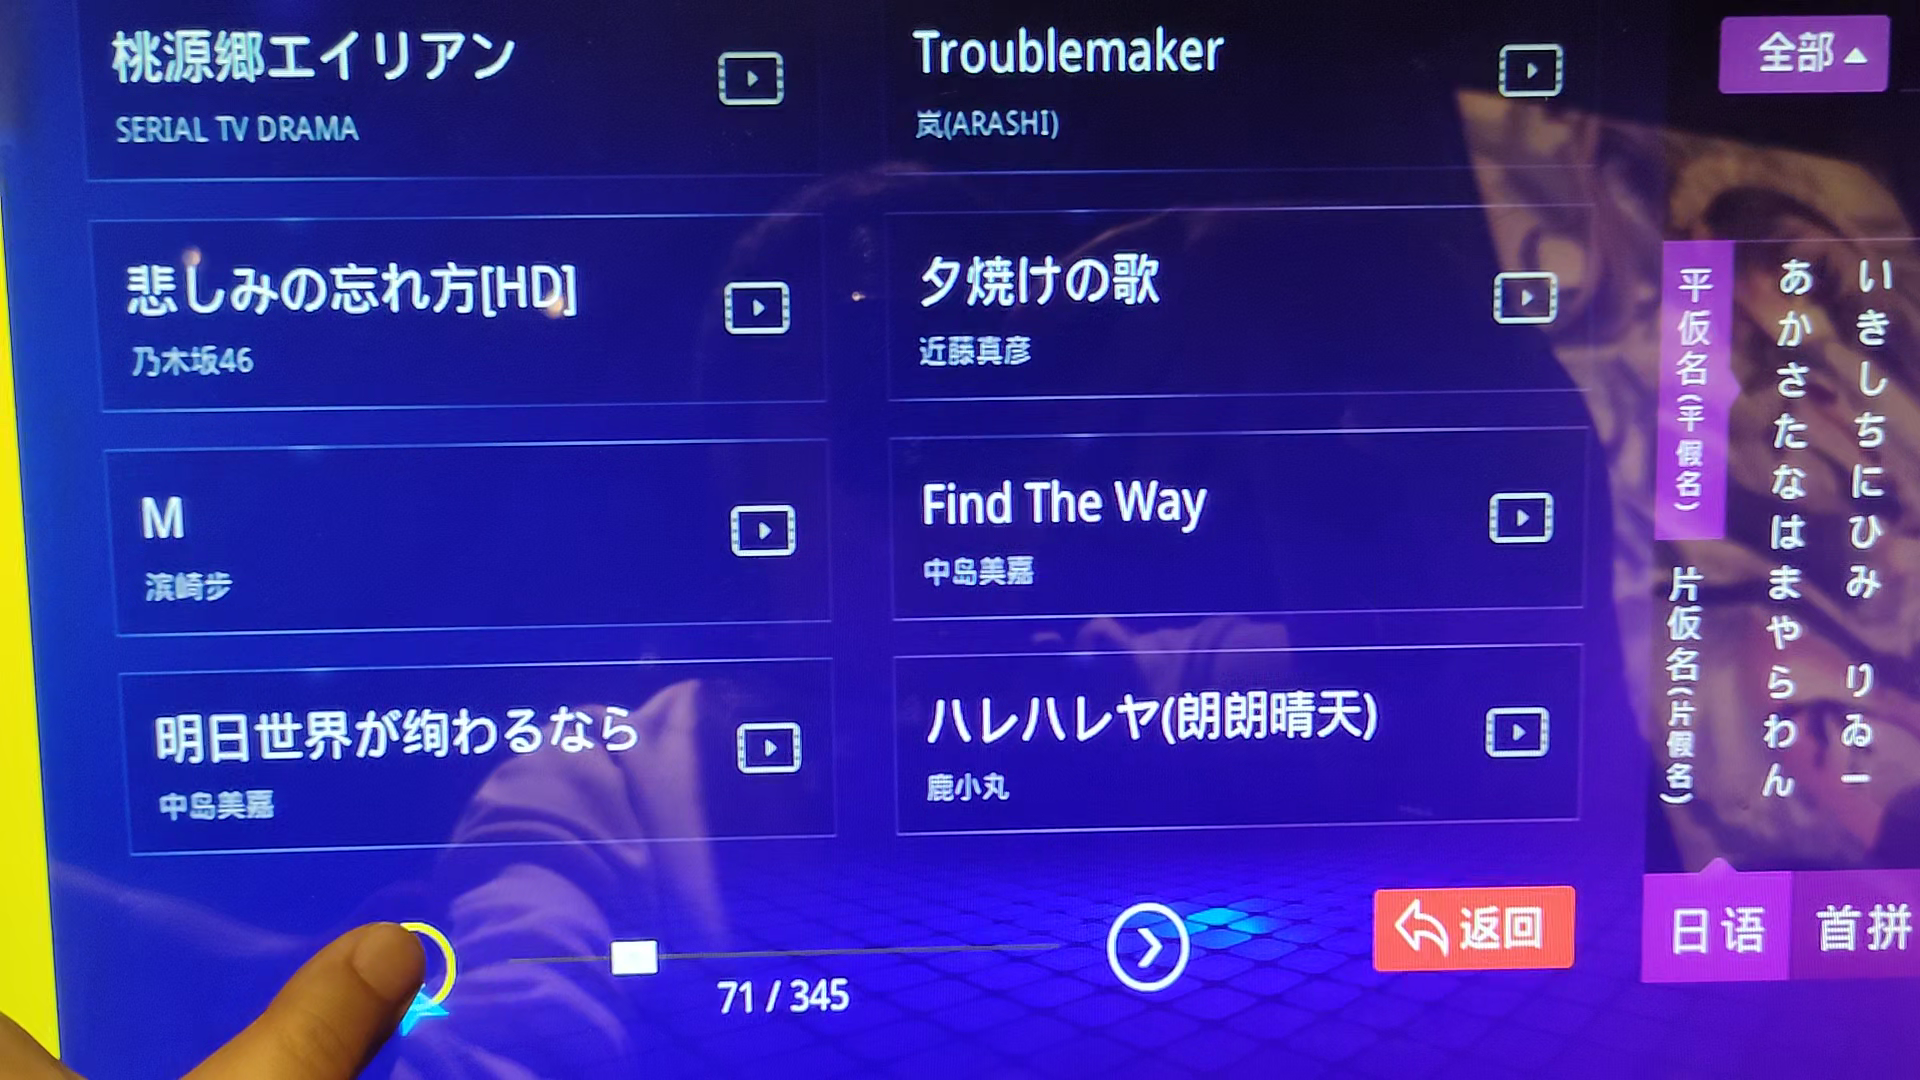 桃源郷エイリアン
SERIAL TV DRAMA
Troublemaker
岚(ARASHI)
悲しみの忘れ方[HD]
乃木坂46
夕焼けの歌
近藤真彦
M
滨崎步
Find The Way
中岛美嘉
明日世界が絢わるなら
中岛美嘉
ハレハレヤ(朗朗晴天)
鹿小丸
71 / 345
返回
全部
平仮名(平假名)
片仮名(片假名)
あかさたなはまやらわん
いきしちにひみ りゐー
日语
首拼